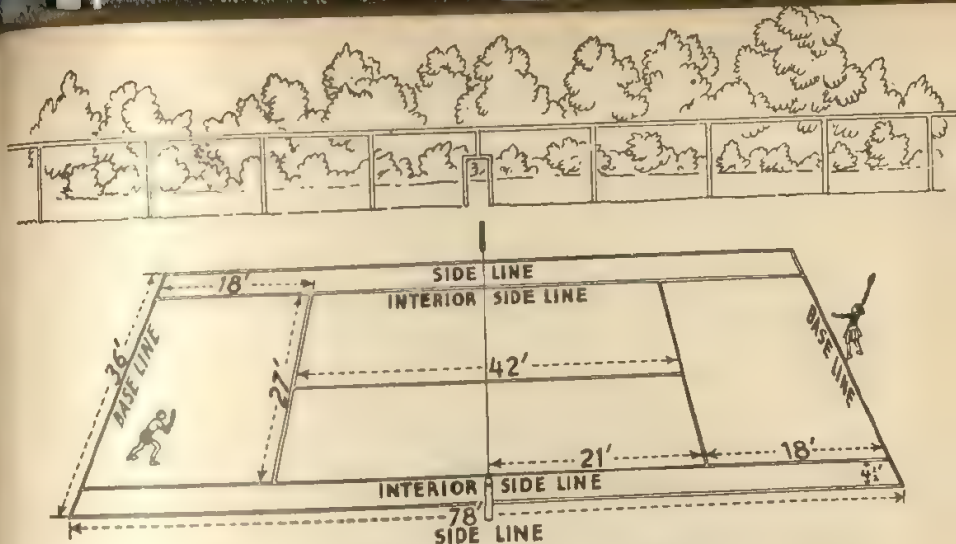 3
SIDE LINE
18'
INTERIOR SIDE LINE
36'
BASE LINE
27'
42'
BASE LINE
21'
18'
4½'
INTERIOR SIDE LINE
78'
SIDE LINE